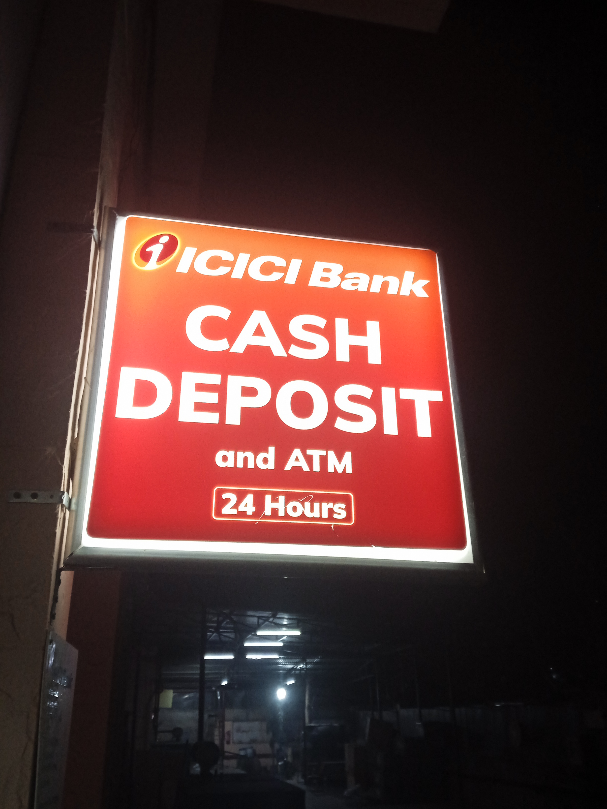 i ICICI Bank
CASH
DEPOSIT
and ATM
24 Hours